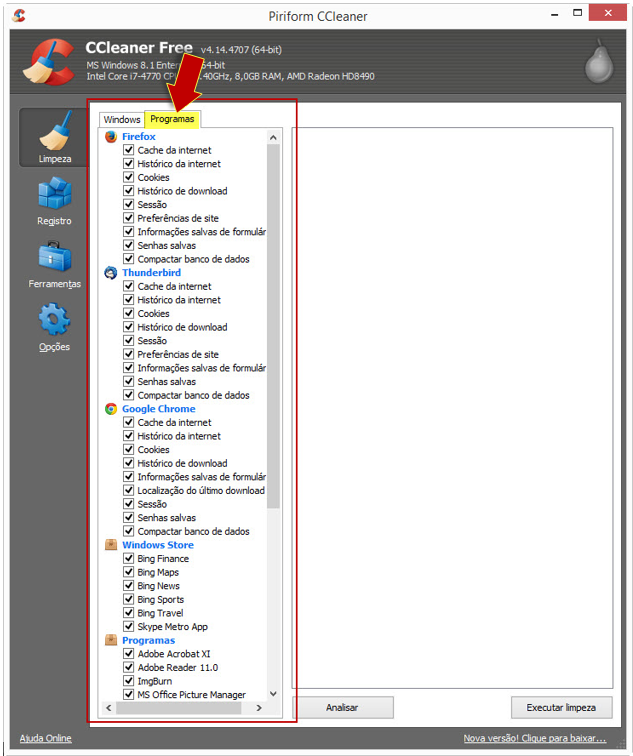 Piriform CCleaner
CCleaner Free v4.14.4707 (64-bit)
MS Windows 8.1 64-bit
Intel Core i7-4770 40GHz, 8,0GB RAM, AMD Radeon HD8490
Limpeza
Registro
Ferramentas
Opções
Windows
Programas
Firefox
Cache da internet
Histórico da internet
Cookies
Histórico de download
Sessão
Preferências de site
Informações salvas de formulár
Senhas salvas
Compactar banco de dados
Thunderbird
Cache da internet
Histórico da internet
Cookies
Histórico de download
Sessão
Preferências de site
Informações salvas de formulár
Senhas salvas
Compactar banco de dados
Google Chrome
Cache da internet
Histórico da internet
Cookies
Histórico de download
Informações salvas de formulár
Localização do último download
Sessão
Senhas salvas
Compactar banco de dados
Windows Store
Bing Finance
Bing Maps
Bing News
Bing Sports
Bing Travel
Skype Metro App
Programas
Adobe Acrobat XI
Adobe Reader 11.0
ImgBurn
MS Office Picture Manager
Analisar
Executar limpeza
Ajuda Online
Nova versão! Clique para baixar...